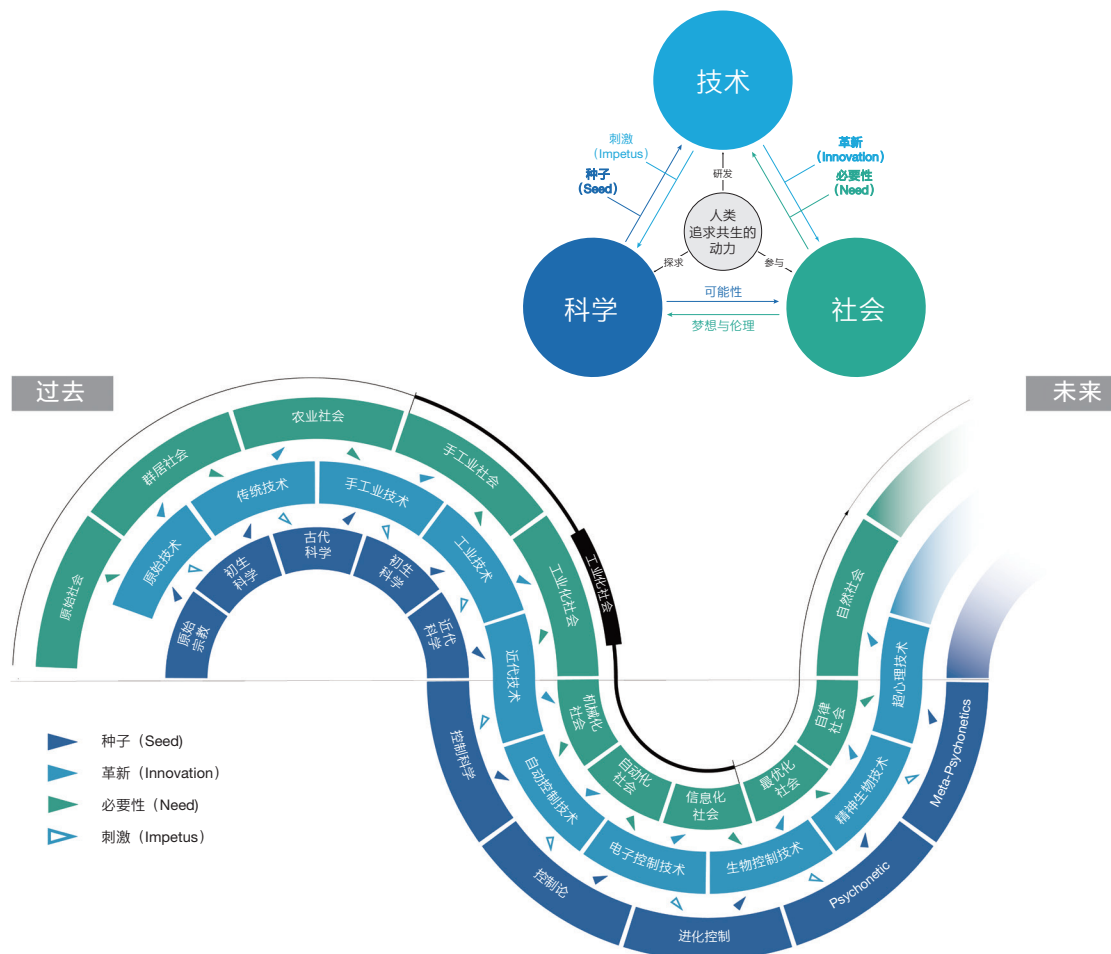 技术
刺激
（Impetus）
种子
（Seed）
革新
（Innovation）
必要性
（Need）
研发
人类
追求共生的
动力
探求
参与
科学
可能性
梦想与伦理
社会
过去
未来
原始社会
群居社会
农业社会
手工业社会
工业化社会
工业化社会
机械化
社会
自动化
社会
信息化
社会
最优化
社会
自律
社会
自然社会
原始技术
传统技术
手工业技术
工业技术
近代技术
自动控制技术
电子控制技术
生物控制技术
精神生物技术
超心理技术
原始
宗教
初生
科学
古代
科学
初生
科学
近代
科学
控制科学
控制论
进化控制
Psychonetic
Meta-Psychonetics
种子（Seed)
革新（Innovation）
必要性（Need)
刺激（Impetus）